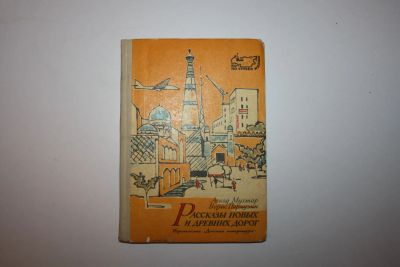 Аскад Мухтар
Борис Пармузин
РАССКАЗЫ НОВЫХ
И ДРЕВНИХ ДОРОГ
Издательство «Детская литература»